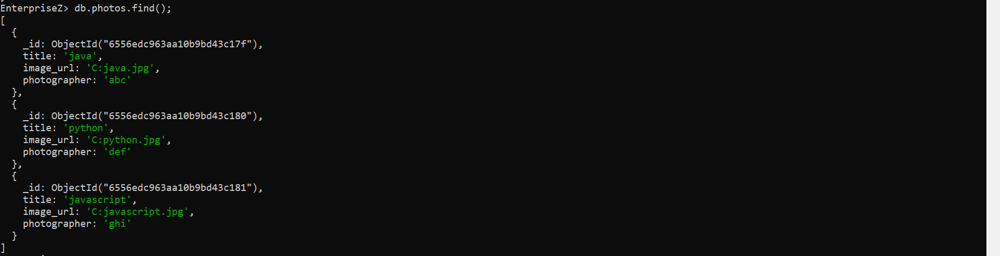 EnterpriseZ> db.photos.find();
[
  {
    _id: ObjectId("6556edc963aa10b9bd43c17f"),
    title: 'java',
    image_url: 'C:java.jpg',
    photographer: 'abc'
  },
  {
    _id: ObjectId("6556edc963aa10b9bd43c180"),
    title: 'python',
    image_url: 'C:python.jpg',
    photographer: 'def'
  },
  {
    _id: ObjectId("6556edc963aa10b9bd43c181"),
    title: 'javascript',
    image_url: 'C:javascript.jpg',
    photographer: 'ghi'
  }
]